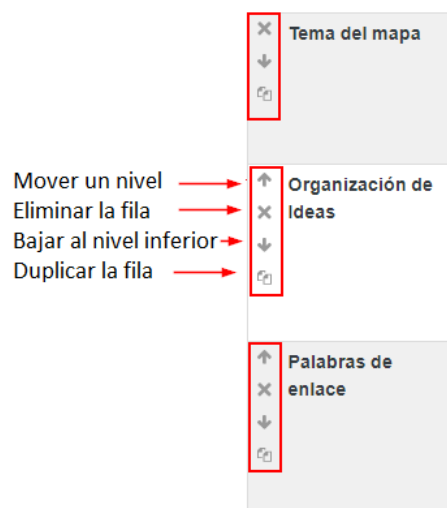 Tema del mapa
Mover un nivel
Eliminar la fila
Bajar al nivel inferior
Duplicar la fila
Organización de
Ideas
Palabras de
enlace